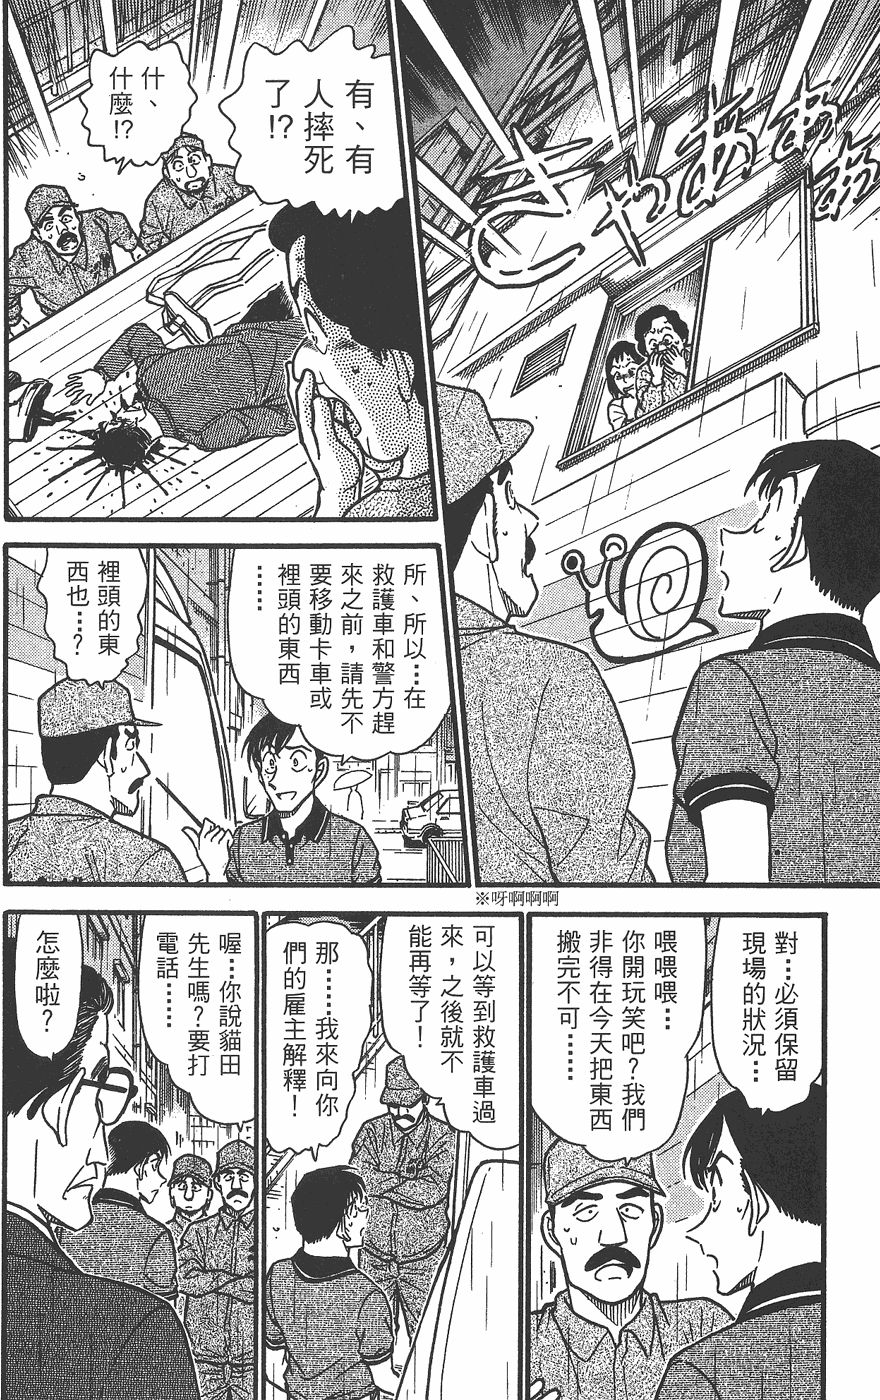 きゃあああぁ
※呀啊啊啊
有、有
人摔死
了!?
什、
什麼!?
所、所以…在
救護車和警方趕
來之前，請先不
要移動卡車或
裡頭的東西
……
裡頭的東
西也…?
對…必須保留
現場的狀況…
喂喂喂…
你開玩笑吧？我們
非得在今天把東西
搬完不可……
可以等到救護車過
來，之後就不
能再等了！
那……我來向你
們的雇主解釋！
喔…你說貓田
先生嗎？要打
電話……
怎麼啦？